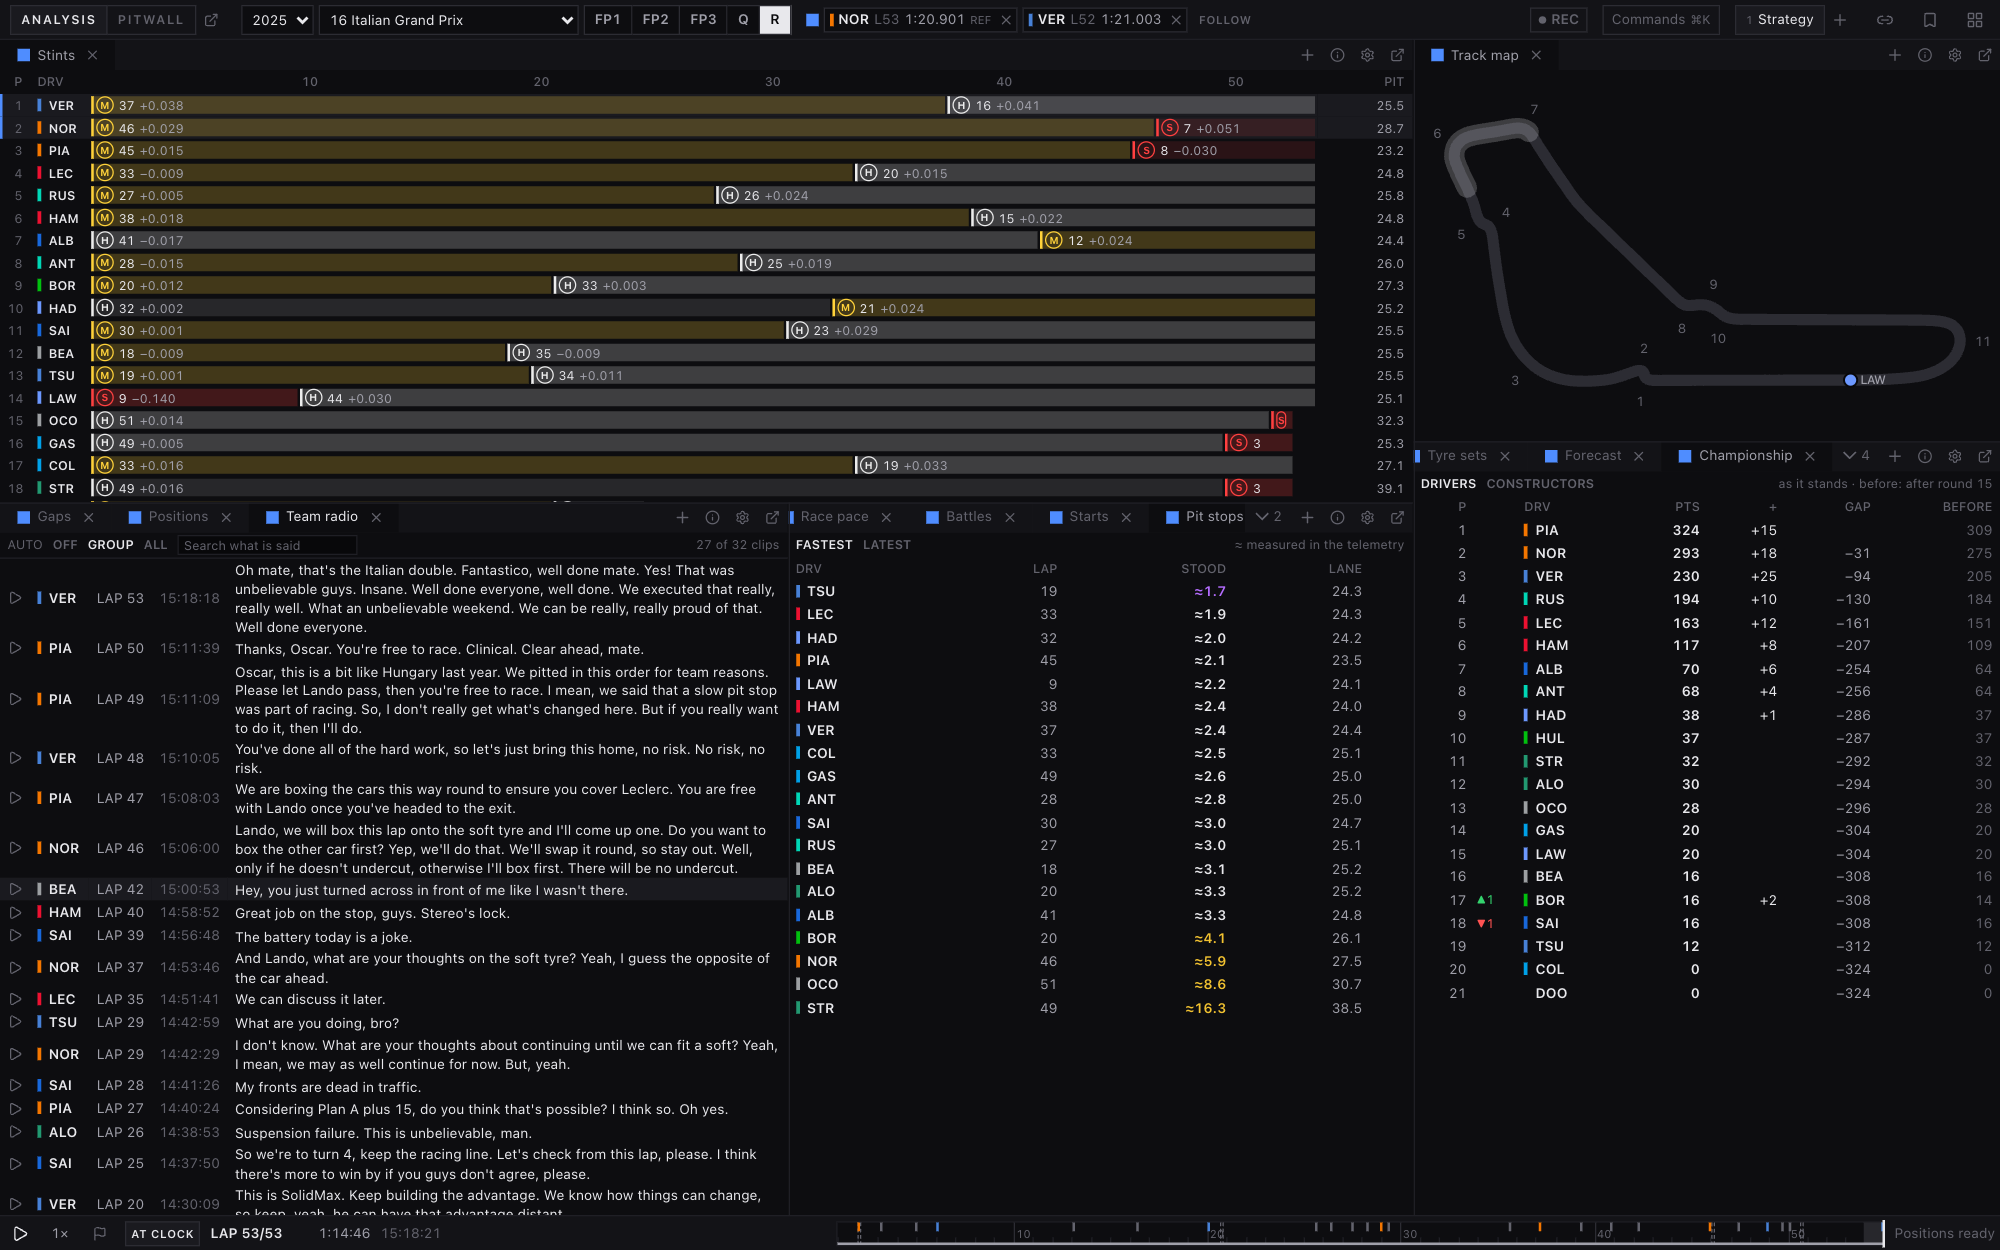 ANALYSIS PITWALL 2025 16 Italian Grand Prix FP1 FP2 FP3 Q R NOR L53 1:20.901 REF VER L52 1:21.003 FOLLOW REC Commands ⌘K 1 Strategy
Stints
P DRV 10 20 30 40 50 PIT
1 VER M 37 +0.038 H 16 +0.041 25.5
2 NOR M 46 +0.029 S 7 +0.051 28.7
3 PIA M 45 +0.015 S 8 −0.030 23.2
4 LEC M 33 −0.009 H 20 +0.015 24.8
5 RUS M 27 +0.005 H 26 +0.024 25.8
6 HAM M 38 +0.018 H 15 +0.022 24.8
7 ALB H 41 −0.017 M 12 +0.024 24.4
8 ANT M 28 −0.015 H 25 +0.019 26.0
9 BOR M 20 +0.012 H 33 +0.003 27.3
10 HAD H 32 +0.002 M 21 +0.024 25.2
11 SAI M 30 +0.001 H 23 +0.029 25.5
12 BEA M 18 −0.009 H 35 −0.009 25.5
13 TSU M 19 +0.001 H 34 +0.011 25.5
14 LAW S 9 −0.140 H 44 +0.030 25.1
15 OCO H 51 +0.014 S 32.3
16 GAS H 49 +0.005 S 3 25.3
17 COL M 33 +0.016 H 19 +0.033 27.1
18 STR H 49 +0.016 S 3 39.1
Track map
7
6
4
5
9
8
10
11
2
3
1
LAW
Gaps Positions Team radio
AUTO OFF GROUP ALL Search what is said 27 of 32 clips
VER LAP 53 15:18:18 Oh mate, that's the Italian double. Fantastico, well done mate. Yes! That was
unbelievable guys. Insane. Well done everyone, well done. We executed that really,
really well. What an unbelievable weekend. We can be really, really proud of that.
Well done everyone.
PIA LAP 50 15:11:39 Thanks, Oscar. You're free to race. Clinical. Clear ahead, mate.
PIA LAP 49 15:11:09 Oscar, this is a bit like Hungary last year. We pitted in this order for team reasons.
Please let Lando pass, then you're free to race. I mean, we said that a slow pit stop
was part of racing. So, I don't really get what's changed here. But if you really want
to do it, then I'll do.
VER LAP 48 15:10:05 You've done all of the hard work, so let's just bring this home, no risk. No risk, no
risk.
PIA LAP 47 15:08:03 We are boxing the cars this way round to ensure you cover Leclerc. You are free
with Lando once you've headed to the exit.
NOR LAP 46 15:06:00 Lando, we will box this lap onto the soft tyre and I'll come up one. Do you want to
box the other car first? Yep, we'll do that. We'll swap it round, so stay out. Well,
only if he doesn't undercut, otherwise I'll box first. There will be no undercut.
BEA LAP 42 15:00:53 Hey, you just turned across in front of me like I wasn't there.
HAM LAP 40 14:58:52 Great job on the stop, guys. Stereo's lock.
SAI LAP 39 14:56:48 The battery today is a joke.
NOR LAP 37 14:53:46 And Lando, what are your thoughts on the soft tyre? Yeah, I guess the opposite of
the car ahead.
LEC LAP 35 14:51:41 We can discuss it later.
TSU LAP 29 14:42:59 What are you doing, bro?
NOR LAP 29 14:42:29 I don't know. What are your thoughts about continuing until we can fit a soft? Yeah,
I mean, we may as well continue for now. But, yeah.
SAI LAP 28 14:41:26 My fronts are dead in traffic.
PIA LAP 27 14:40:24 Considering Plan A plus 15, do you think that's possible? I think so. Oh yes.
ALO LAP 26 14:38:53 Suspension failure. This is unbelievable, man.
SAI LAP 25 14:37:50 So we're to turn 4, keep the racing line. Let's check from this lap, please. I think
there's more to win by if you guys don't agree, please.
VER LAP 20 14:30:09 This is SolidMax. Keep building the advantage. We know how things can change,
so keep, yeah, he can have that advantage distant.
Race pace Battles Starts Pit stops 2
FASTEST LATEST ≈ measured in the telemetry
DRV LAP STOOD LANE
TSU 19 ≈1.7 24.3
LEC 33 ≈1.9 24.3
HAD 32 ≈2.0 24.2
PIA 45 ≈2.1 23.5
LAW 9 ≈2.2 24.1
HAM 38 ≈2.4 24.0
VER 37 ≈2.4 24.4
COL 33 ≈2.5 25.1
GAS 49 ≈2.6 25.0
ANT 28 ≈2.8 25.0
SAI 30 ≈3.0 24.7
RUS 27 ≈3.0 25.1
BEA 18 ≈3.1 25.2
ALO 20 ≈3.3 25.2
ALB 41 ≈3.3 24.8
BOR 20 ≈4.1 26.1
NOR 46 ≈5.9 27.5
OCO 51 ≈8.6 30.7
STR 49 ≈16.3 38.5
Tyre sets Forecast Championship 4
DRIVERS CONSTRUCTORS as it stands · before: after round 15
P DRV PTS + GAP BEFORE
1 PIA 324 +15 309
2 NOR 293 +18 −31 275
3 VER 230 +25 −94 205
4 RUS 194 +10 −130 184
5 LEC 163 +12 −161 151
6 HAM 117 +8 −207 109
7 ALB 70 +6 −254 64
8 ANT 68 +4 −256 64
9 HAD 38 +1 −286 37
10 HUL 37 −287 37
11 STR 32 −292 32
12 ALO 30 −294 30
13 OCO 28 −296 28
14 GAS 20 −304 20
15 LAW 20 −304 20
16 BEA 16 −308 16
17 ▲1 BOR 16 +2 −308 14
18 ▼1 SAI 16 −308 16
19 TSU 12 −312 12
20 COL 0 −324 0
21 DOO 0 −324 0
1× AT CLOCK LAP 53/53 1:14:46 15:18:21 10 20 30 40 50 Positions ready